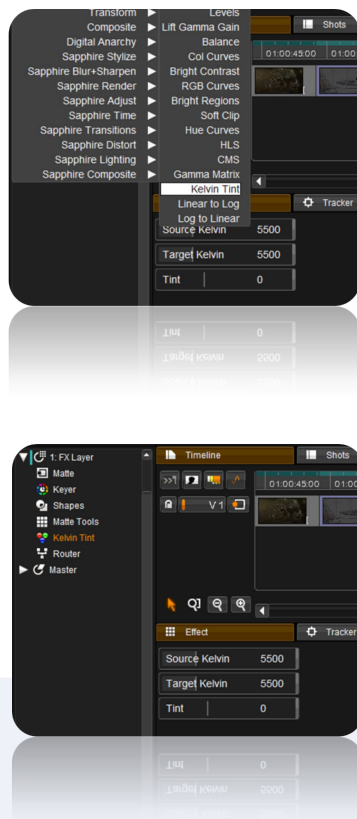 Transform
Composite
Digital Anarchy
Sapphire Stylize
Sapphire Blur+Sharpen
Sapphire Render
Sapphire Adjust
Sapphire Time
Sapphire Transitions
Sapphire Distort
Sapphire Lighting
Sapphire Composite
Levels
Lift Gamma Gain
Balance
Col Curves
Bright Contrast
RGB Curves
Bright Regions
Soft Clip
Hue Curves
HLS
CMS
Gamma Matrix
Kelvin Tint
Linear to Log
Log to Linear
Shots
01:00:45:00 01:00
Tracker
Source Kelvin 5500
Target Kelvin 5500
Tint 0
1: FX Layer
Matte
Keyer
Shapes
Matte Tools
Kelvin Tint
Router
Master
Timeline
Shots
01:00:45:00 01:00
V 1
Effect
Tracker
Source Kelvin 5500
Target Kelvin 5500
Tint 0